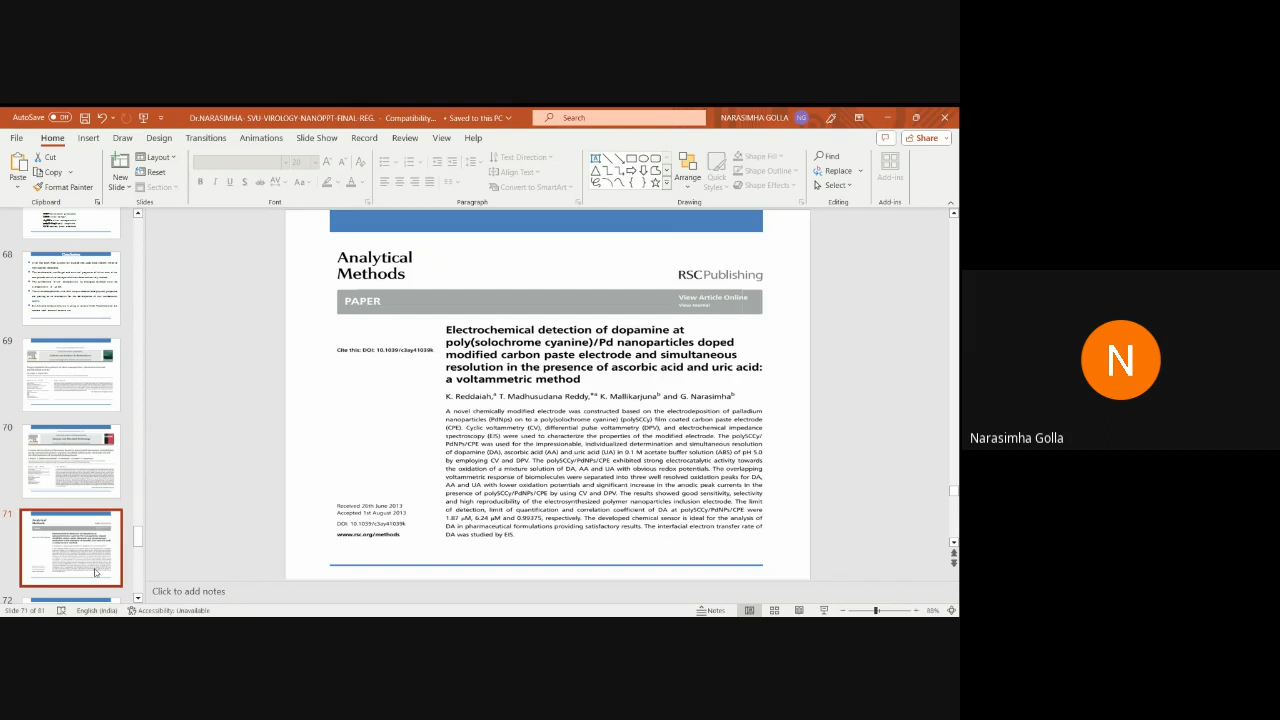 AutoSave Off Dr.NARASIMHA- SVU-VIROLOGY-NANOPPT-FINAL-REG. - Compatibility... • Saved to this PC Search NARASIMHA GOLLA NG
File Home Insert Draw Design Transitions Animations Slide Show Record Review View Help Share
Paste Cut Copy Format Painter
Clipboard
New Slide Layout Reset Section
Slides
28
B I U S ab AV Aa A
Font
Text Direction
Align Text
Convert to SmartArt
Paragraph
Arrange Quick Styles Shape Fill Shape Outline Shape Effects
Drawing
Find
Replace
Select
Editing
Add-ins
Add-ins
68
69
70
71
72
Analytical
Methods
RSCPublishing
PAPER
View Article Online
View Journal
Cite this: DOI: 10.1039/c3ay41039k
Electrochemical detection of dopamine at
poly(solochrome cyanine)/Pd nanoparticles doped
modified carbon paste electrode and simultaneous
resolution in the presence of ascorbic acid and uric acid:
a voltammetric method
K. Reddaiah,a T. Madhusudana Reddy,*a K. Mallikarjunab and G. Narasimhab
A novel chemically modified electrode was constructed based on the electrodeposition of palladium
nanoparticles (PdNps) on to a poly(solochrome cyanine) (polySCCy) film coated carbon paste electrode
(CPE). Cyclic voltammetry (CV), differential pulse voltammetry (DPV), and electrochemical impedance
spectroscopy (EIS) were used to characterize the properties of the modified electrode. The polySCCy/
PdNPs/CPE was used for the impressionable, individualized determination and simultaneous resolution
of dopamine (DA), ascorbic acid (AA) and uric acid (UA) in 0.1 M acetate buffer solution (ABS) of pH 5.0
by employing CV and DPV. The polySCCy/PdNPs/CPE exhibited strong electrocatalytic activity towards
the oxidation of a mixture solution of DA, AA and UA with obvious redox potentials. The overlapping
voltammetric response of biomolecules were separated into three well resolved oxidation peaks for DA,
AA and UA with lower oxidation potentials and significant increase in the anodic peak currents in the
presence of polySCCy/PdNPs/CPE by using CV and DPV. The results showed good sensitivity, selectivity
and high reproducibility of the electrosynthesized polymer nanoparticles inclusion electrode. The limit
of detection, limit of quantification and correlation coefficient of DA at polySCCy/PdNPs/CPE were
1.87 μM, 6.24 μM and 0.99375, respectively. The developed chemical sensor is ideal for the analysis of
DA in pharmaceutical formulations providing satisfactory results. The interfacial electron transfer rate of
DA was studied by EIS.
Received 20th June 2013
Accepted 1st August 2013
DOI: 10.1039/c3ay41039k
www.rsc.org/methods
Click to add notes
Slide 71 of 81 English (India) Accessibility: Unavailable Notes 88%
N
Narasimha Golla